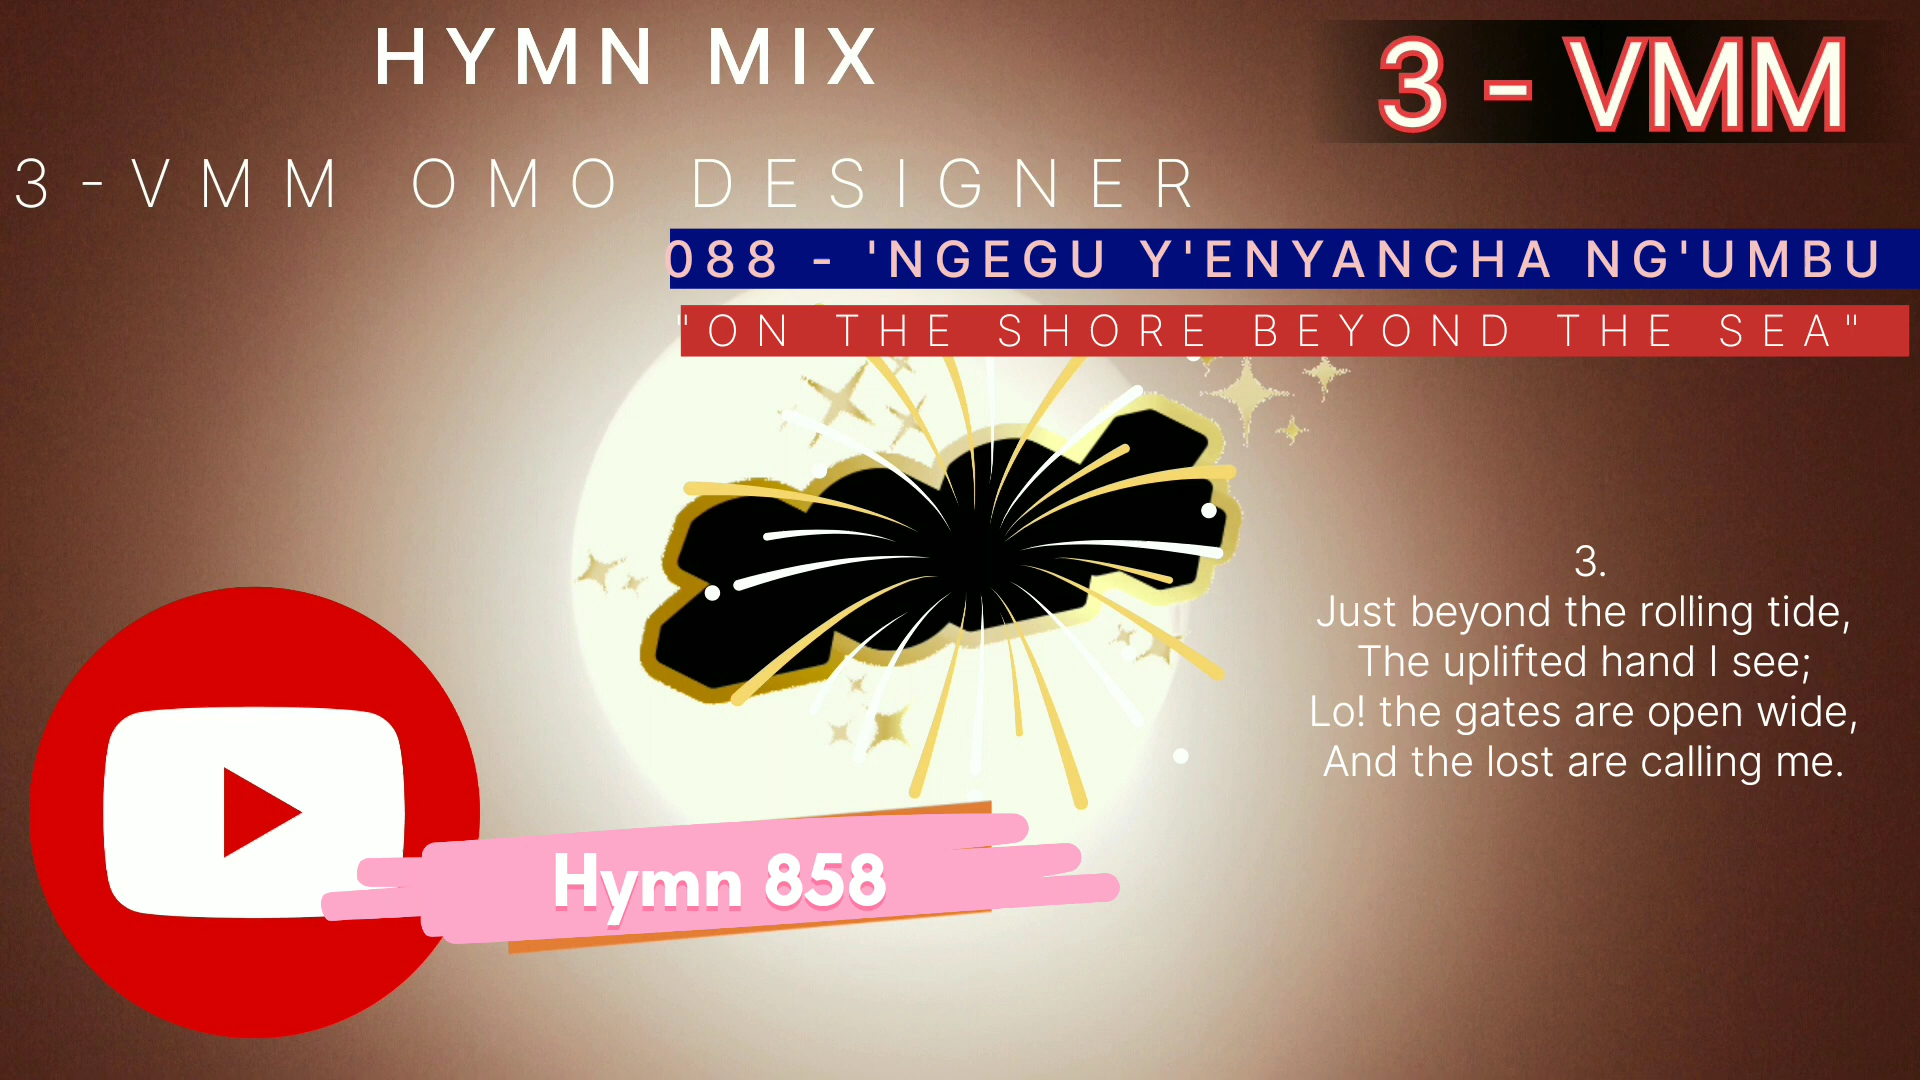 HYMN MIX
3 - VMM
3-VMM OMO DESIGNER
088 - 'NGEGU Y'ENYANCHA NG'UMBU
"ON THE SHORE BEYOND THE SEA"
3.
Just beyond the rolling tide,
The uplifted hand I see;
Lo! the gates are open wide,
And the lost are calling me.
Hymn 858